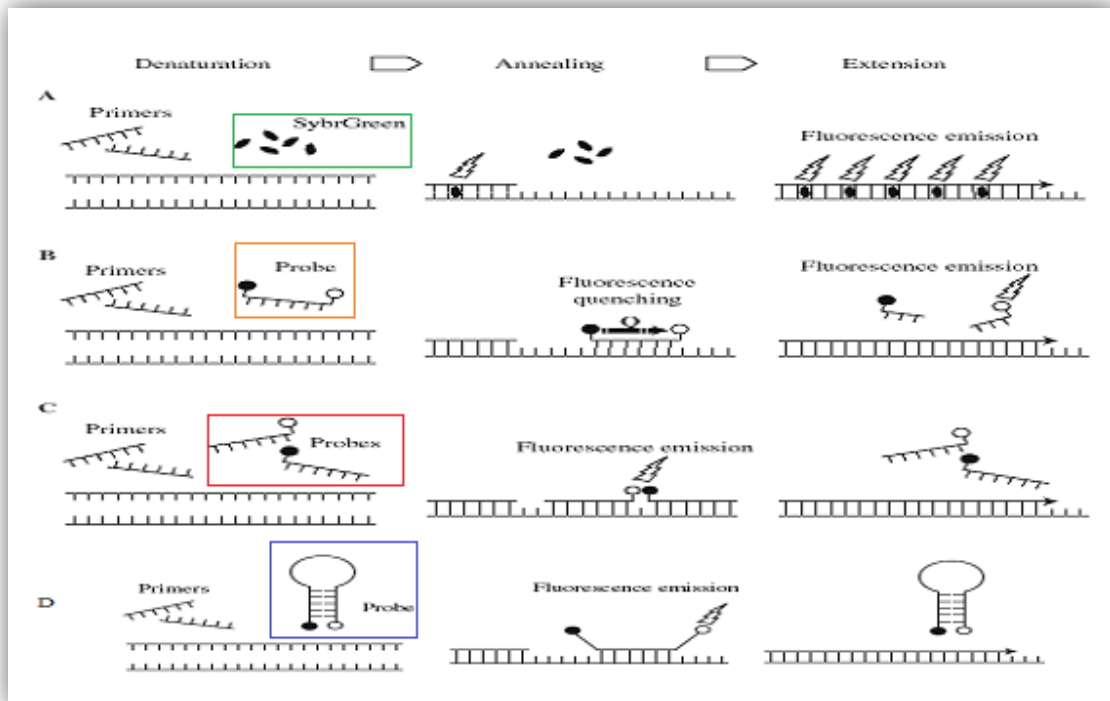 Denaturation Annealing Extension
A
Primers SybrGreen Fluorescence emission
B
Primers Probe Fluorescence emission
Fluorescence
quenching
Q
C
Primers Probes Fluorescence emission
D
Primers Probe Fluorescence emission